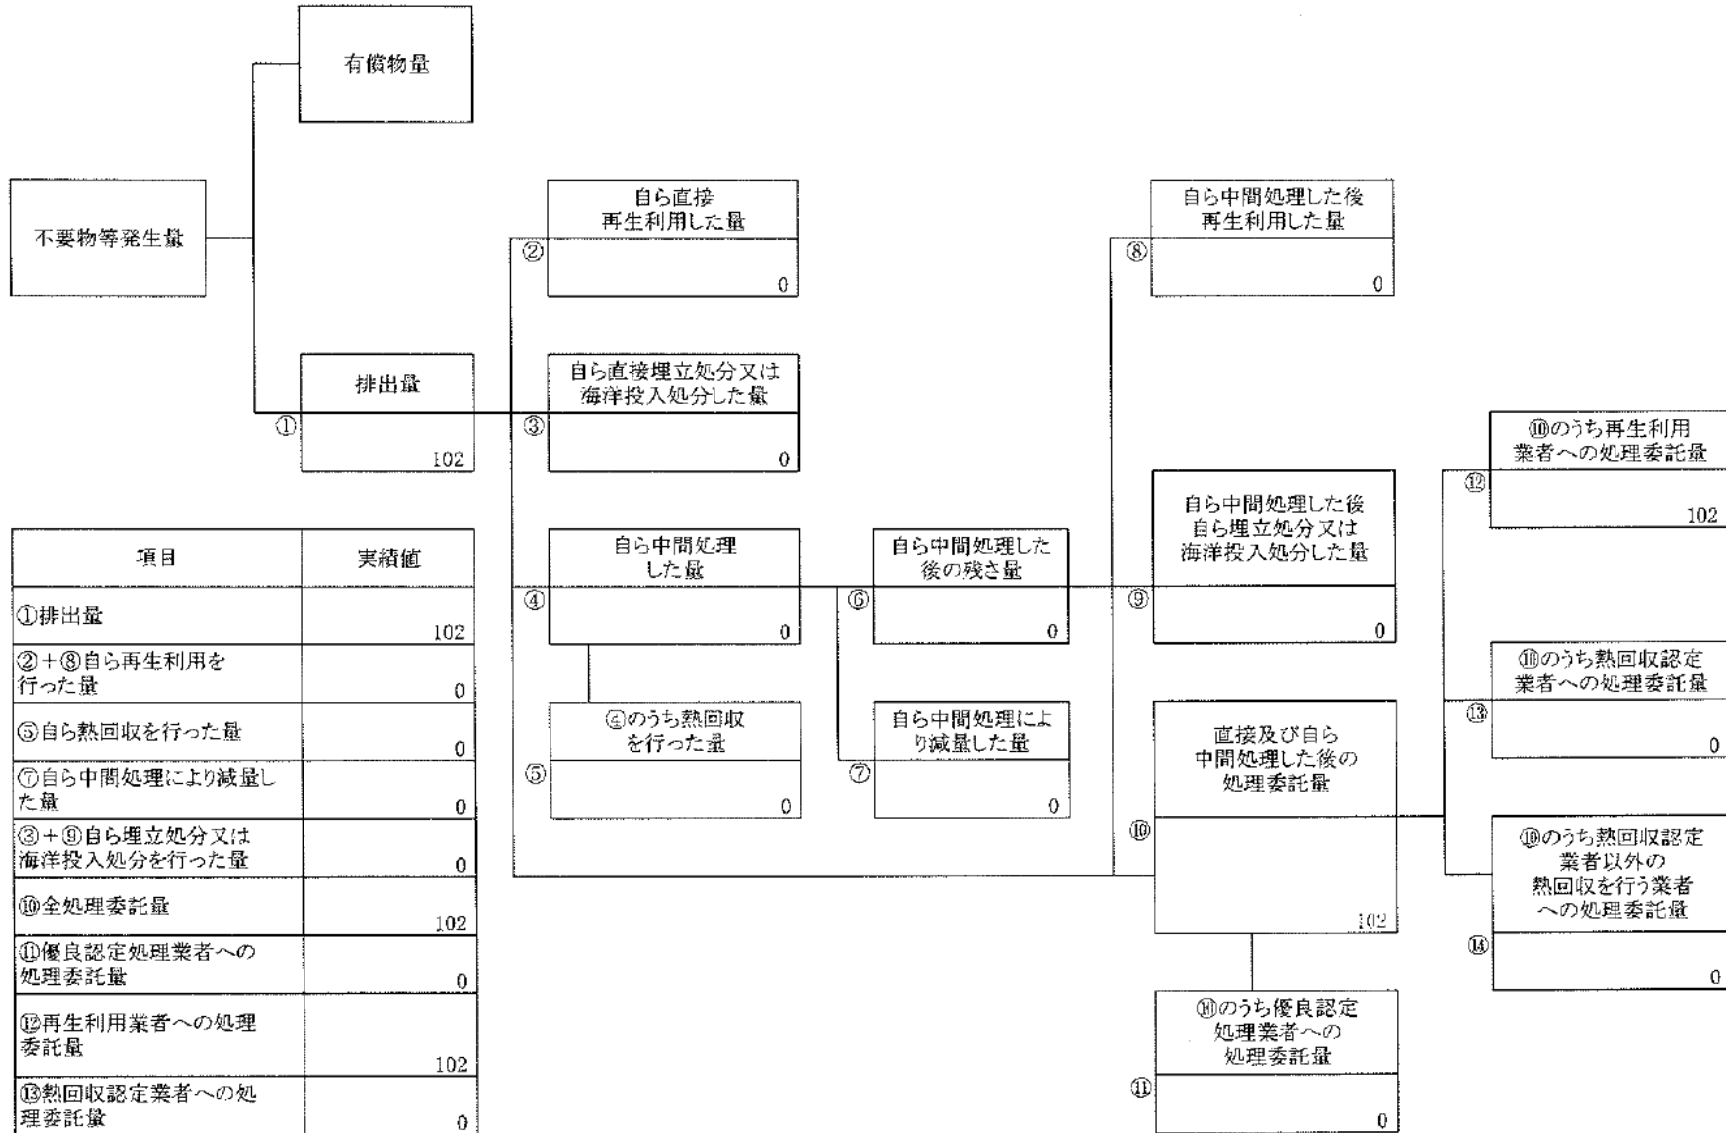 有償物量
不要物等発生量
自ら直接
再生利用した量
②
0
自ら中間処理した後
再生利用した量
⑧
0
排出量
①
102
自ら直接埋立処分又は
海洋投入処分した量
③
0
⑩のうち再生利用
業者への処理委託量
⑫
102
自ら中間処理
した量
④
0
自ら中間処理した
後の残さ量
⑥
0
自ら中間処理した後
自ら埋立処分又は
海洋投入処分した量
⑨
0
⑩のうち熱回収認定
業者への処理委託量
⑬
0
④のうち熱回収
を行った量
⑤
0
自ら中間処理によ
り減量した量
⑦
0
直接及び自ら
中間処理した後の
処理委託量
⑩
102
⑩のうち熱回収認定
業者以外の
熱回収を行う業者
への処理委託量
⑭
0
⑩のうち優良認定
処理業者への
処理委託量
⑪
0
項目 実績値
①排出量
102
②+⑧自ら再生利用を
行った量
0
⑤自ら熱回収を行った量
0
⑦自ら中間処理により減量し
た量
0
③+⑨自ら埋立処分又は
海洋投入処分を行った量
0
⑩全処理委託量
102
⑪優良認定処理業者への
処理委託量
0
⑫再生利用業者への処理
委託量
102
⑬熱回収認定業者への処
理委託量
0